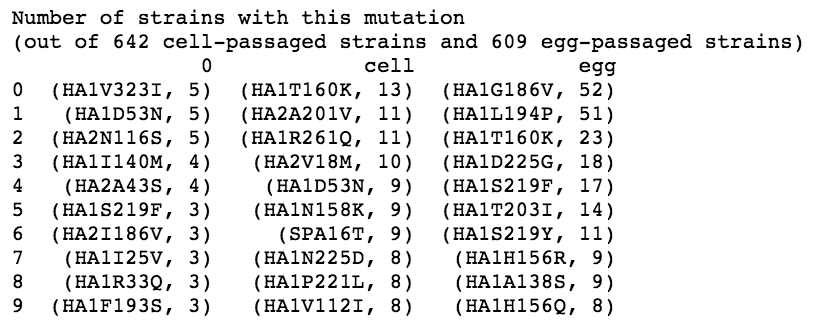 Number of strains with this mutation
(out of 642 cell-passaged strains and 609 egg-passaged strains)
0 cell egg
0 (HA1V323I, 5) (HA1T160K, 13) (HA1G186V, 52)
1 (HA1D53N, 5) (HA2A201V, 11) (HA1L194P, 51)
2 (HA2N116S, 5) (HA1R261Q, 11) (HA1T160K, 23)
3 (HA1I140M, 4) (HA2V18M, 10) (HA1D225G, 18)
4 (HA2A43S, 4) (HA1D53N, 9) (HA1S219F, 17)
5 (HA1S219F, 3) (HA1N158K, 9) (HA1T203I, 14)
6 (HA2I186V, 3) (SPA16T, 9) (HA1S219Y, 11)
7 (HA1I25V, 3) (HA1N225D, 8) (HA1H156R, 9)
8 (HA1R33Q, 3) (HA1P221L, 8) (HA1A138S, 9)
9 (HA1F193S, 3) (HA1V112I, 8) (HA1H156Q, 8)